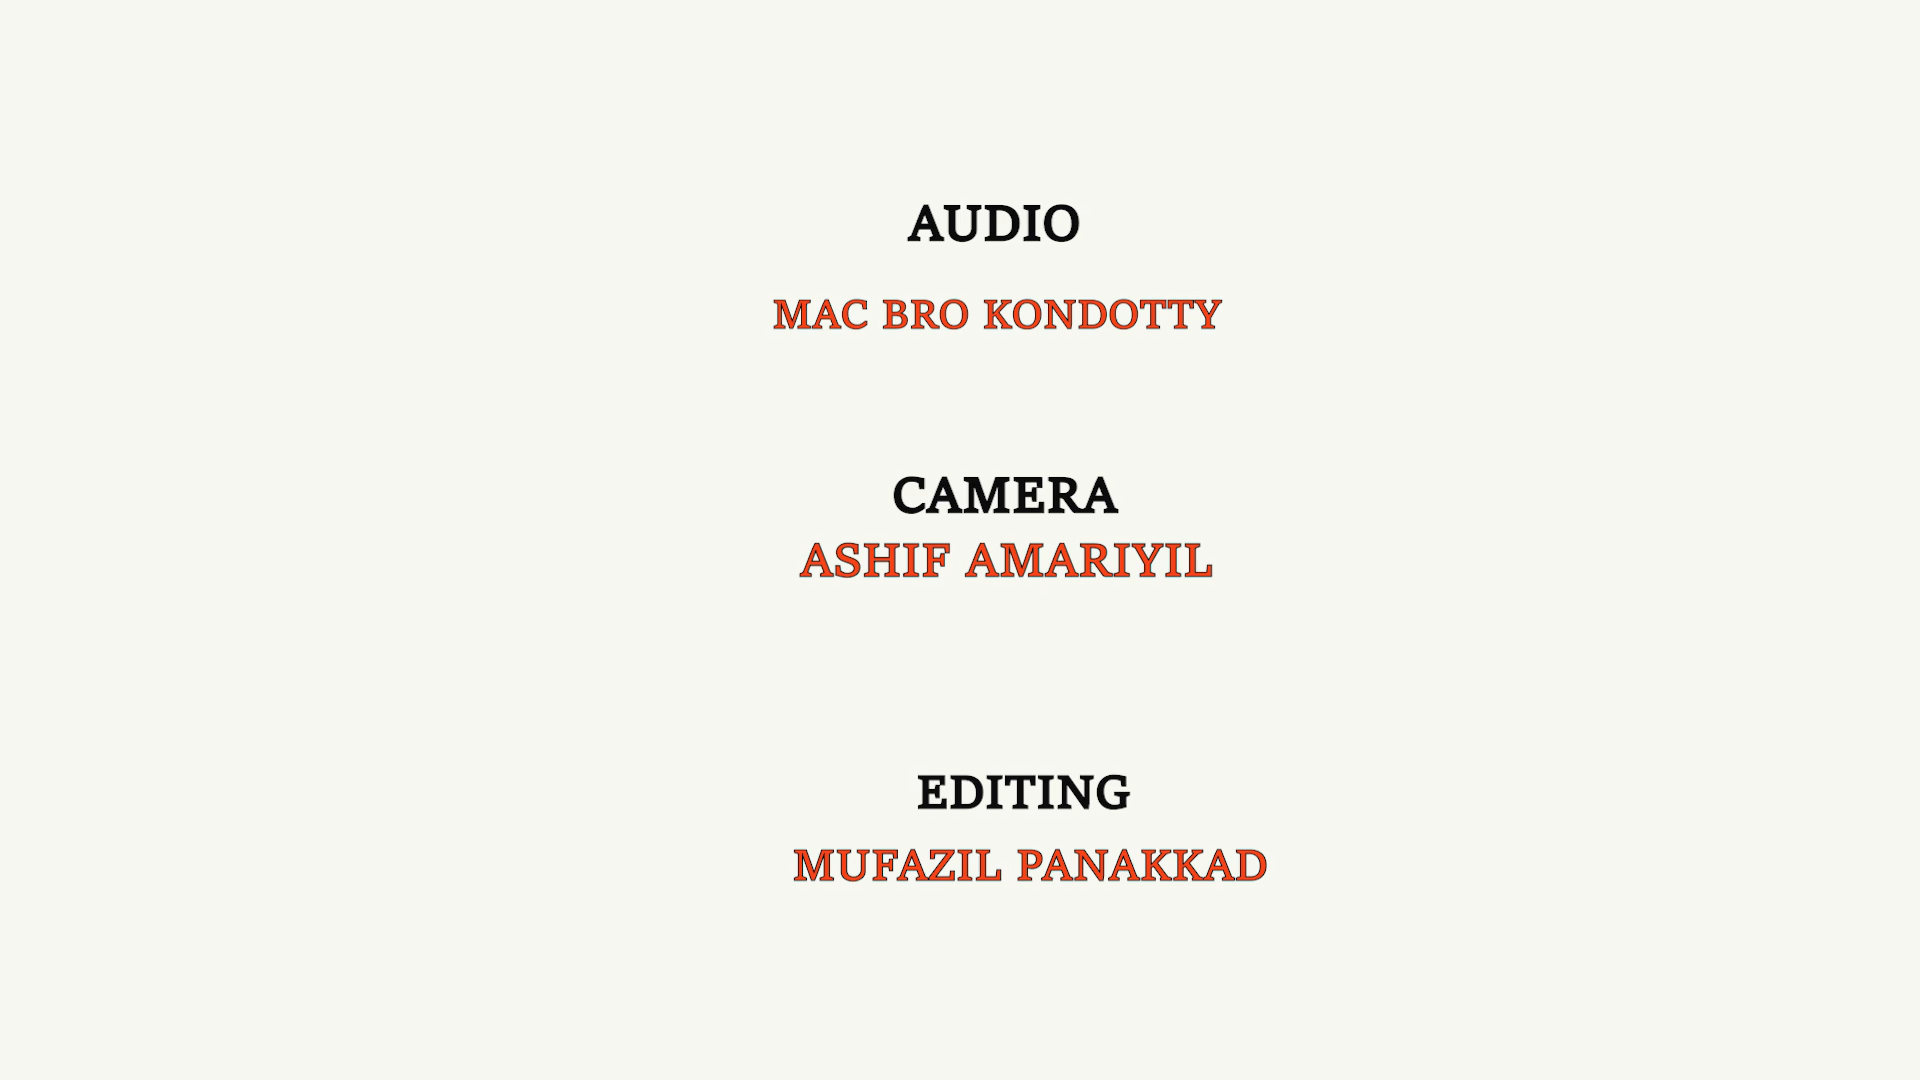 AUDIO
MAC BRO KONDOTTY
CAMERA
ASHIF AMARIYIL
EDITING
MUFAZIL PANAKKAD